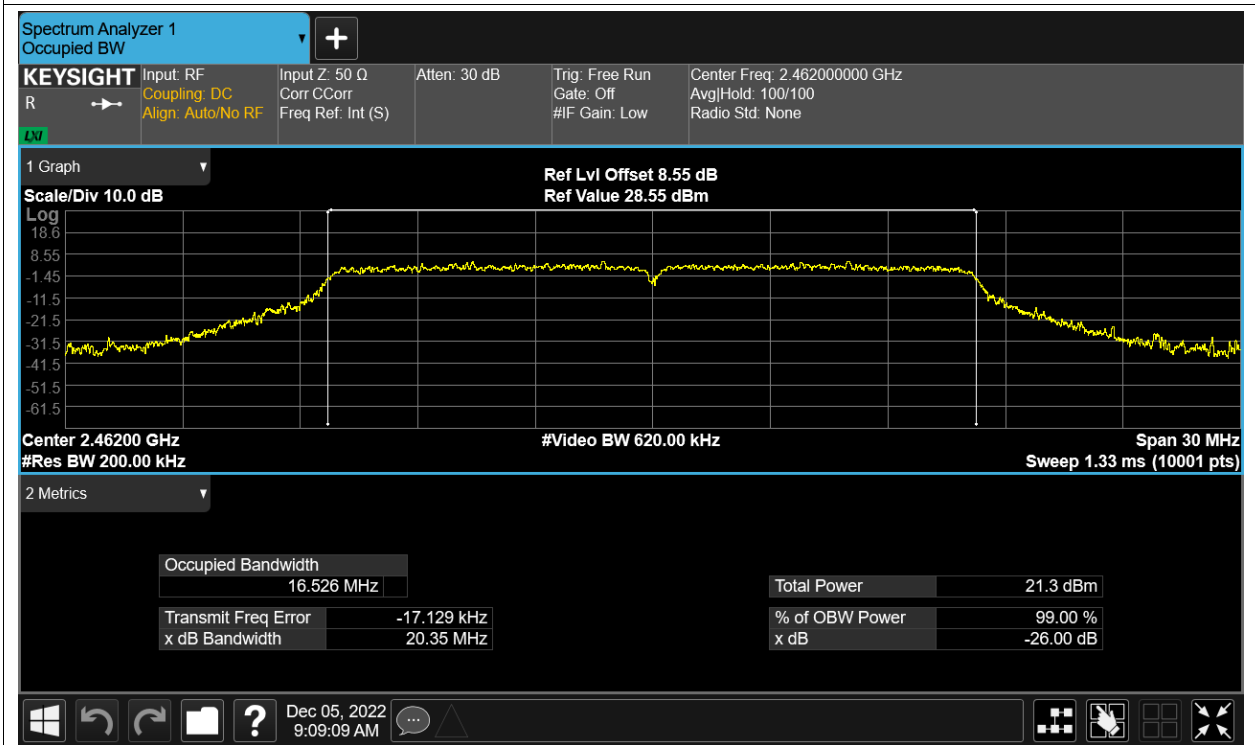 Spectrum Analyzer 1
Occupied BW
KEYSIGHT
R
LXI
Input: RF
Coupling: DC
Align: Auto/No RF
Input Z: 50 Ω
Corr CCorr
Freq Ref: Int (S)
Atten: 30 dB
Trig: Free Run
Gate: Off
#IF Gain: Low
Center Freq: 2.462000000 GHz
Avg|Hold: 100/100
Radio Std: None
1 Graph
Ref Lvl Offset 8.55 dB
Scale/Div 10.0 dB
Ref Value 28.55 dBm
Log
18.6
8.55
-1.45
-11.5
-21.5
-31.5
-41.5
-51.5
-61.5
Center 2.46200 GHz
#Video BW 620.00 kHz
Span 30 MHz
#Res BW 200.00 kHz
Sweep 1.33 ms (10001 pts)
2 Metrics
Occupied Bandwidth
16.526 MHz
Total Power 21.3 dBm
Transmit Freq Error -17.129 kHz
% of OBW Power 99.00 %
x dB Bandwidth 20.35 MHz
x dB -26.00 dB
?
Dec 05, 2022
9:09:09 AM